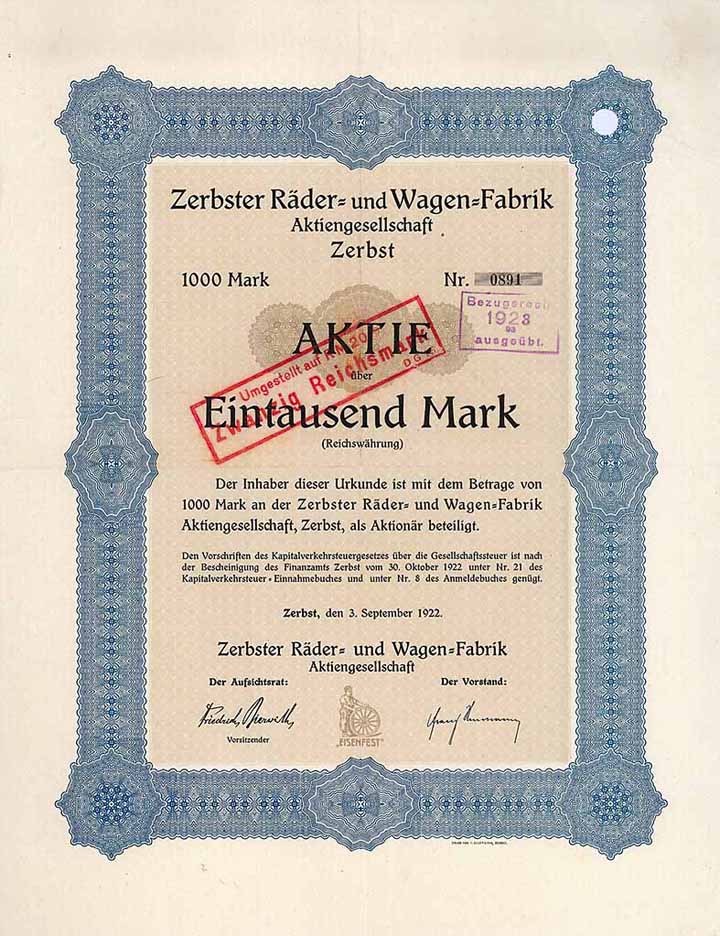 Zerbster Räder= und Wagen=Fabrik
Aktiengesellschaft
Zerbst
1000 Mark Nr. 0891
Bezugsrecht
1923
ausgeübt.
AKTIE
Umgestellt auf RM 20
Zwanzig Reichsmark
über
Eintausend Mark
(Reichswährung)
Der Inhaber dieser Urkunde ist mit dem Betrage von
1000 Mark an der Zerbster Räder= und Wagen=Fabrik
Aktiengesellschaft, Zerbst, als Aktionär beteiligt.
Den Vorschriften des Kapitalverkehrsteuergesetzes über die Gesellschaftssteuer ist nach
der Bescheinigung des Finanzamts Zerbst vom 30. Oktober 1922 unter Nr. 21 des
Kapitalverkehrsteuer=Einnahmebuches und unter Nr. 8 des Anmeldebuches genügt.
Zerbst, den 3. September 1922.
Zerbster Räder= und Wagen=Fabrik
Aktiengesellschaft
Der Aufsichtsrat: Der Vorstand:
Friedrich
Vorsitzender
„EISENFEST"